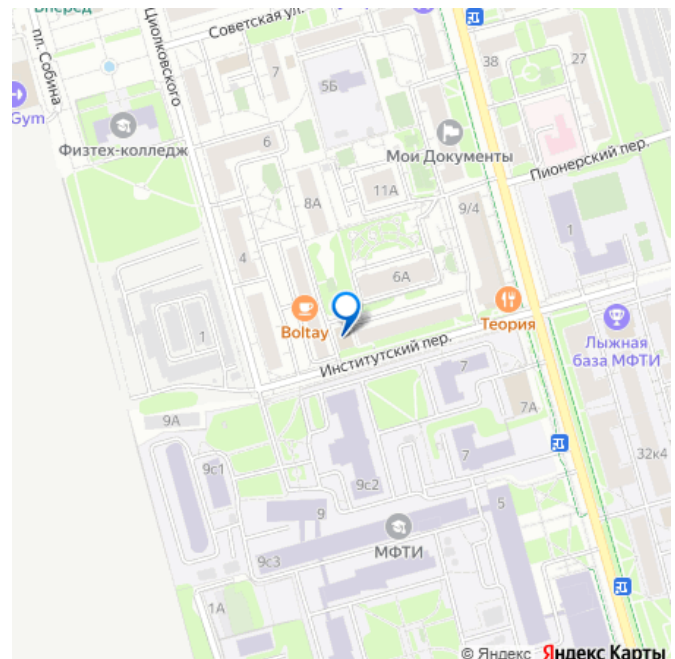 Вперёд
пл. Собина
Циолковского
Советская ул.
7
5Б
38
27
Gym
Физтех-колледж
6
Мои Документы
Пионерский пер.
11А
8А
9/4
1
4
6А
Boltay
Теория
1
Лыжная
база МФТИ
Институтский пер.
7
9А
7А
32к4
9с1
9с2
7
9
5
МФТИ
9с3
1А
© Яндекс Яндекс Карты